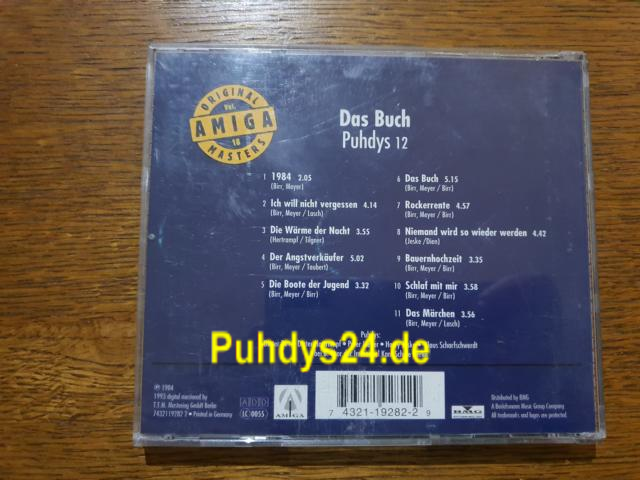 ORIGINAL
Vol.
AMIGA
18
MASTERS
Das Buch
Puhdys 12
1 1984 2.05
(Birr, Meyer)
2 Ich will nicht vergessen 4.14
(Birr, Meyer / Lasch)
3 Die Wärme der Nacht 3.55
(Hertrampf / Tilgner)
4 Der Angstverkäufer 5.02
(Birr, Meyer / Taubert)
5 Die Boote der Jugend 3.32
(Birr, Meyer / Birr)
6 Das Buch 5.15
(Birr, Meyer / Birr)
7 Rockerrente 4.57
(Birr, Meyer / Birr)
8 Niemand wird so wieder werden 4.42
(Jeske / Dien)
9 Bauernhochzeit 3.35
(Birr, Meyer / Birr)
10 Schlaf mit mir 3.58
(Birr, Meyer / Birr)
11 Das Märchen 3.56
(Birr, Meyer / Lasch)
Puhdys:
Scharfschwerdt
Puhdys24.de
℗ 1984
1995 digital mastered by
T.T.M. Mastering GmbH Berlin
7432119282 2 • Printed in Germany
ADD
LC 0055
AMIGA
7 4321-19282-2 9
BMG
Distributed by BMG
A Bertelsmann Music Group Company
All trademarks and logos are protected.